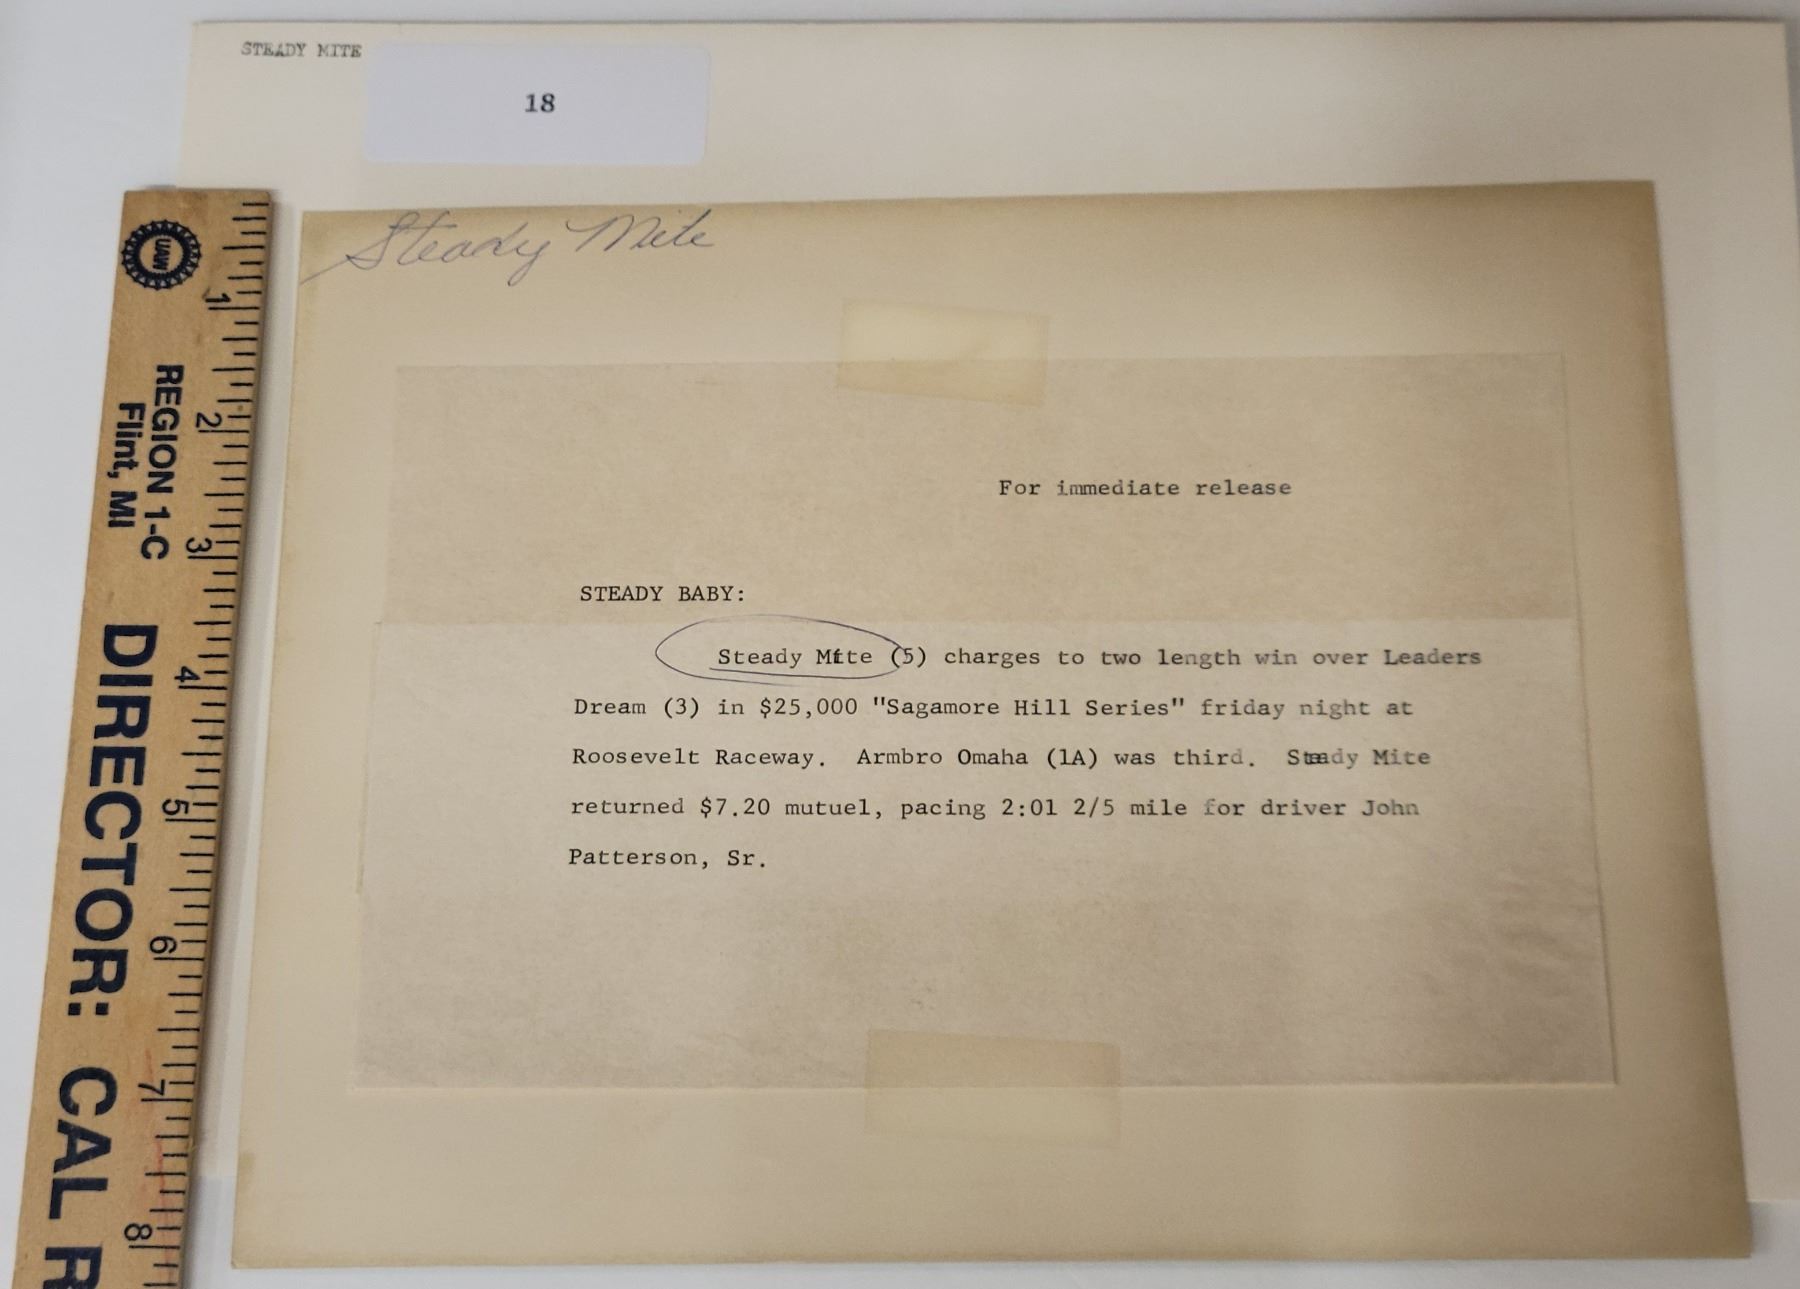 STEADY MITE
18
Steady Mite
For immediate release
STEADY BABY:
Steady Mite (5) charges to two length win over Leaders
Dream (3) in $25,000 "Sagamore Hill Series" friday night at
Roosevelt Raceway. Armbro Omaha (1A) was third. Steady Mite
returned $7.20 mutuel, pacing 2:01 2/5 mile for driver John
Patterson, Sr.
UAW
REGION 1-C
Flint, MI
DIRECTOR: CAL R
1
2
3
4
5
6
7
8